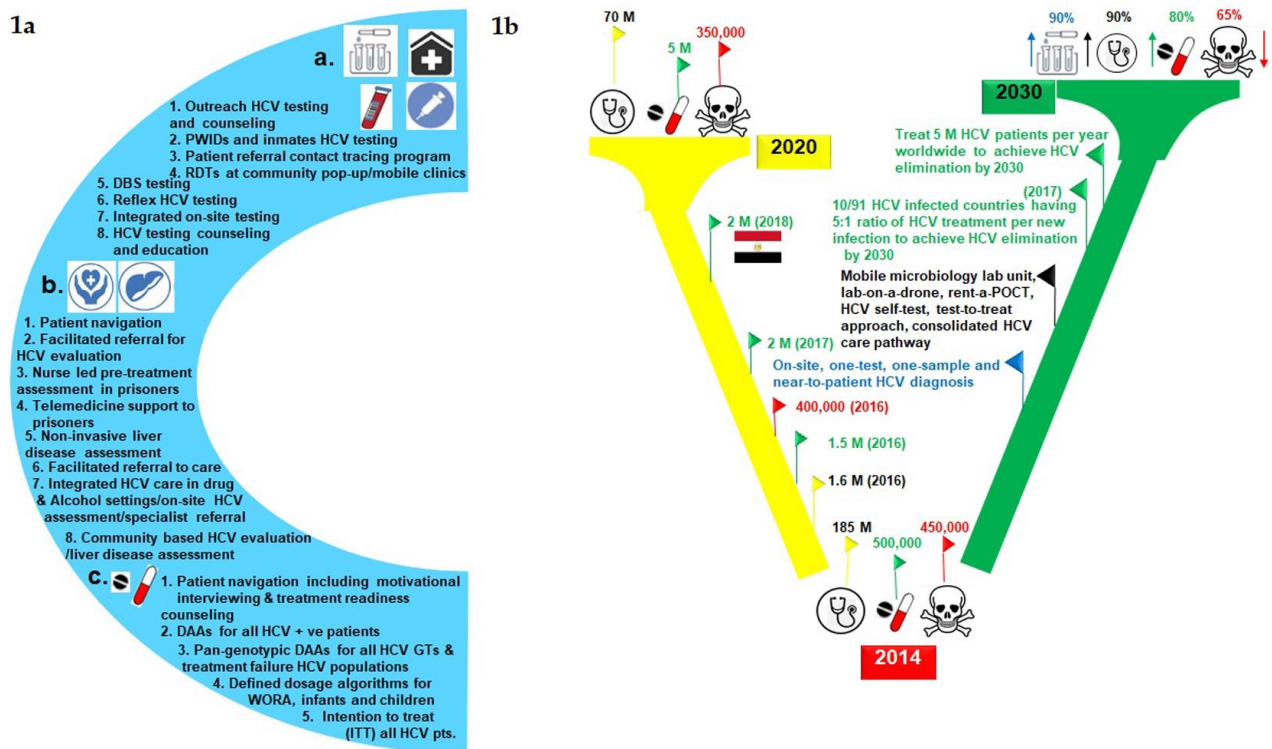 1a
a.
1. Outreach HCV testing
and counseling
2. PWIDs and inmates HCV testing
3. Patient referral contact tracing program
4. RDTs at community pop-up/mobile clinics
5. DBS testing
6. Reflex HCV testing
7. Integrated on-site testing
8. HCV testing counseling
and education
b.
1. Patient navigation
2. Facilitated referral for
HCV evaluation
3. Nurse led pre-treatment
assessment in prisoners
4. Telemedicine support to
prisoners
5. Non-invasive liver
disease assessment
6. Facilitated referral to care
7. Integrated HCV care in drug
& Alcohol settings/on-site HCV
assessment/specialist referral
8. Community based HCV evaluation
/liver disease assessment
c.
1. Patient navigation including motivational
interviewing & treatment readiness
counseling
2. DAAs for all HCV + ve patients
3. Pan-genotypic DAAs for all HCV GTs &
treatment failure HCV populations
4. Defined dosage algorithms for
WORA, infants and children
5. Intention to treat
(ITT) all HCV pts.
1b
70 M
5 M
350,000
2020
2 M (2018)
2 M (2017)
400,000 (2016)
1.5 M (2016)
1.6 M (2016)
185 M
500,000
450,000
2014
90%
90%
80%
65%
2030
Treat 5 M HCV patients per year
worldwide to achieve HCV
elimination by 2030
(2017)
10/91 HCV infected countries having
5:1 ratio of HCV treatment per new
infection to achieve HCV elimination
by 2030
Mobile microbiology lab unit,
lab-on-a-drone, rent-a-POCT,
HCV self-test, test-to-treat
approach, consolidated HCV
care pathway
On-site, one-test, one-sample and
near-to-patient HCV diagnosis